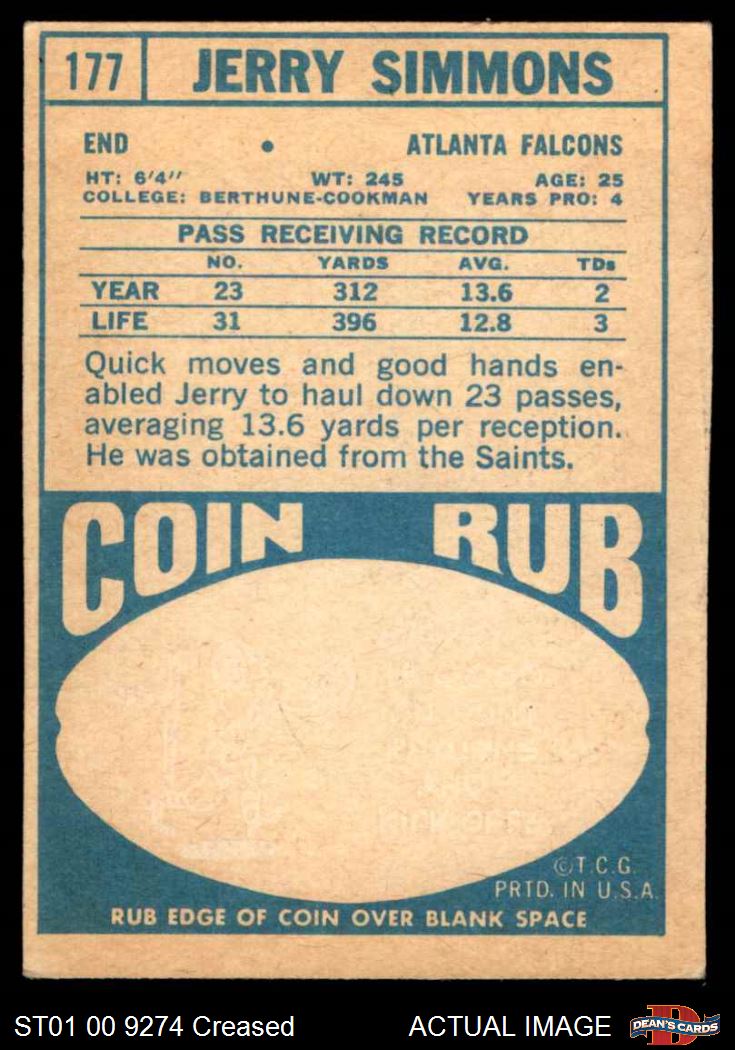 177 JERRY SIMMONS
END • ATLANTA FALCONS
HT: 6'4" WT: 245 AGE: 25
COLLEGE: BERTHUNE-COOKMAN YEARS PRO: 4
PASS RECEIVING RECORD
NO. YARDS AVG. TDs
YEAR 23 312 13.6 2
LIFE 31 396 12.8 3
Quick moves and good hands en-
abled Jerry to haul down 23 passes,
averaging 13.6 yards per reception.
He was obtained from the Saints.
COIN RUB
©T.C.G.
PRTD. IN U.S.A.
RUB EDGE OF COIN OVER BLANK SPACE
ST01 00 9274 Creased ACTUAL IMAGE D DEAN'S CARDS